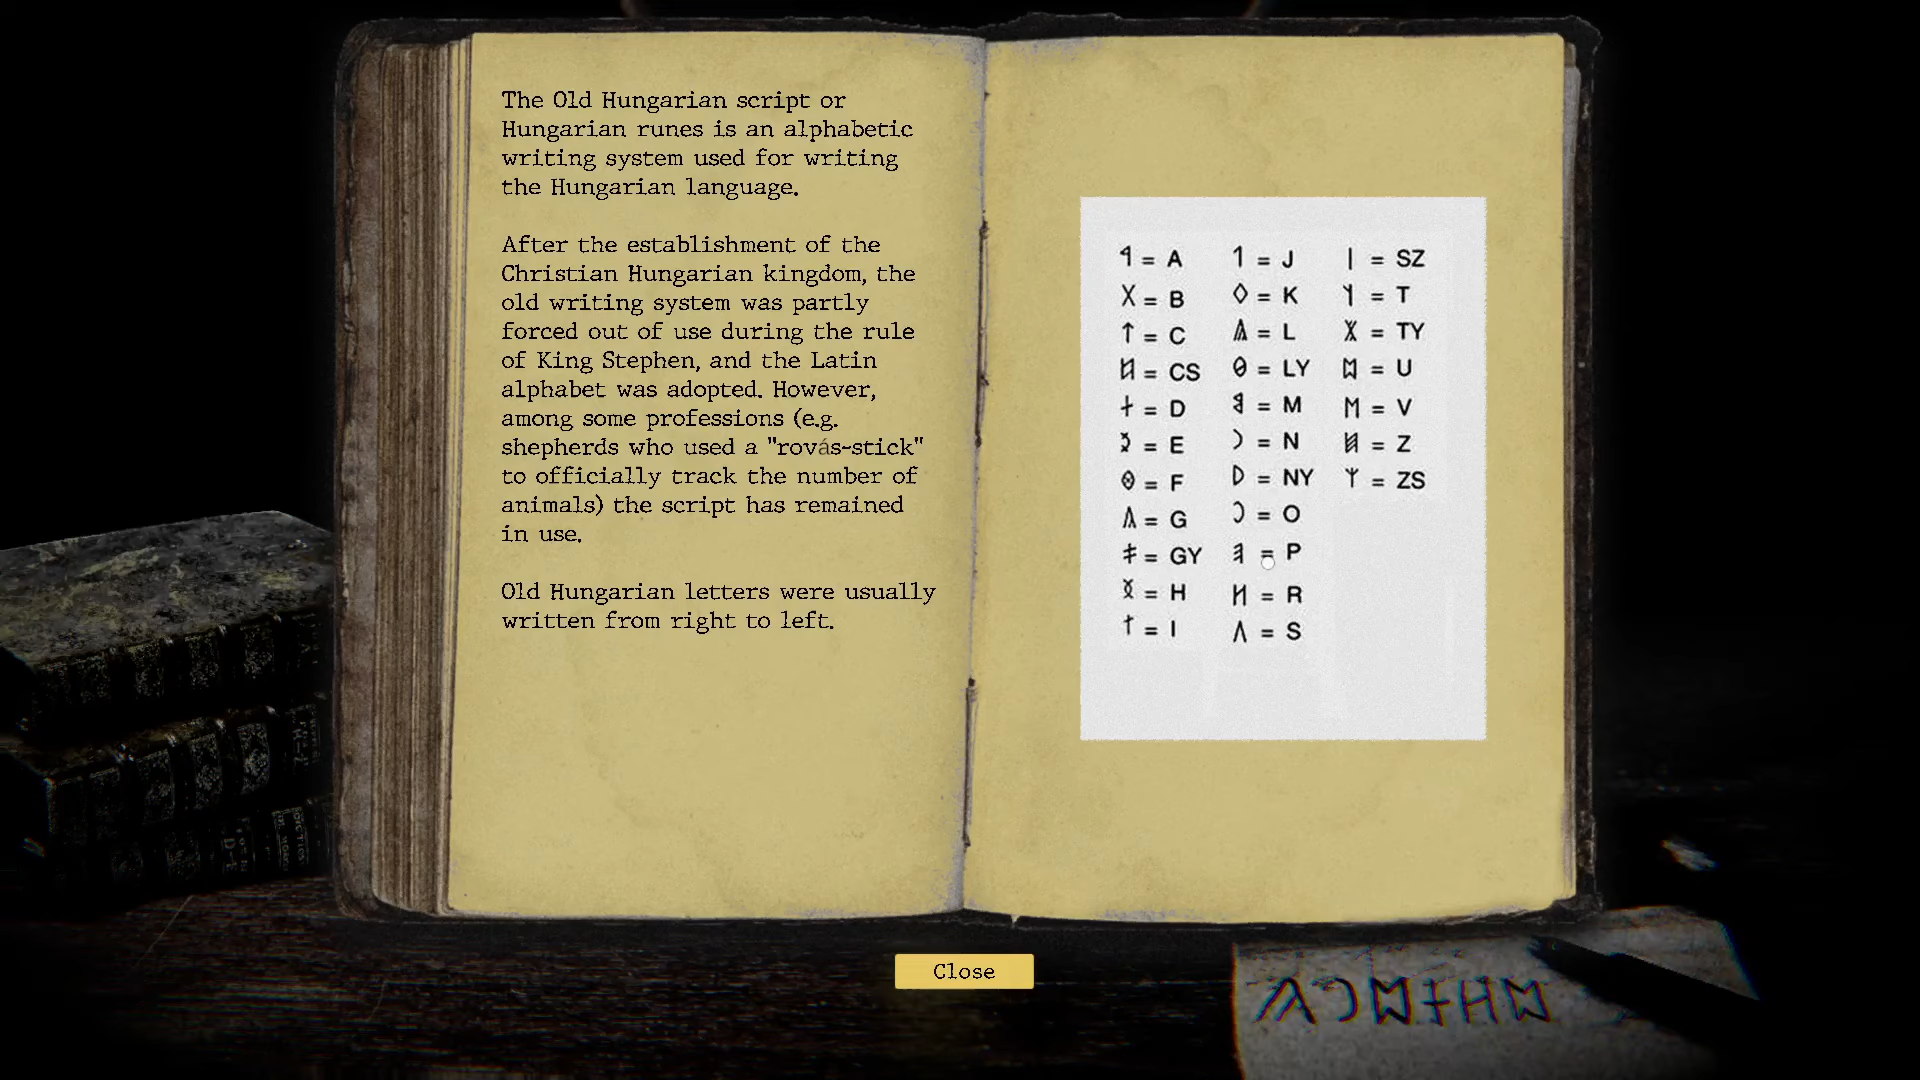 The Old Hungarian script or
Hungarian runes is an alphabetic
writing system used for writing
the Hungarian language.
After the establishment of the
Christian Hungarian kingdom, the
old writing system was partly
forced out of use during the rule
of King Stephen, and the Latin
alphabet was adopted. However,
among some professions (e.g.
shepherds who used a "rovás-stick"
to officially track the number of
animals) the script has remained
in use.
Old Hungarian letters were usually
written from right to left.
= A
= B
= C
= CS
= D
= E
= F
= G
= GY
= H
= I
= J
= K
= L
= LY
= M
= N
= NY
= O
= P
= R
= S
= SZ
= T
= TY
= U
= V
= Z
= ZS
Close